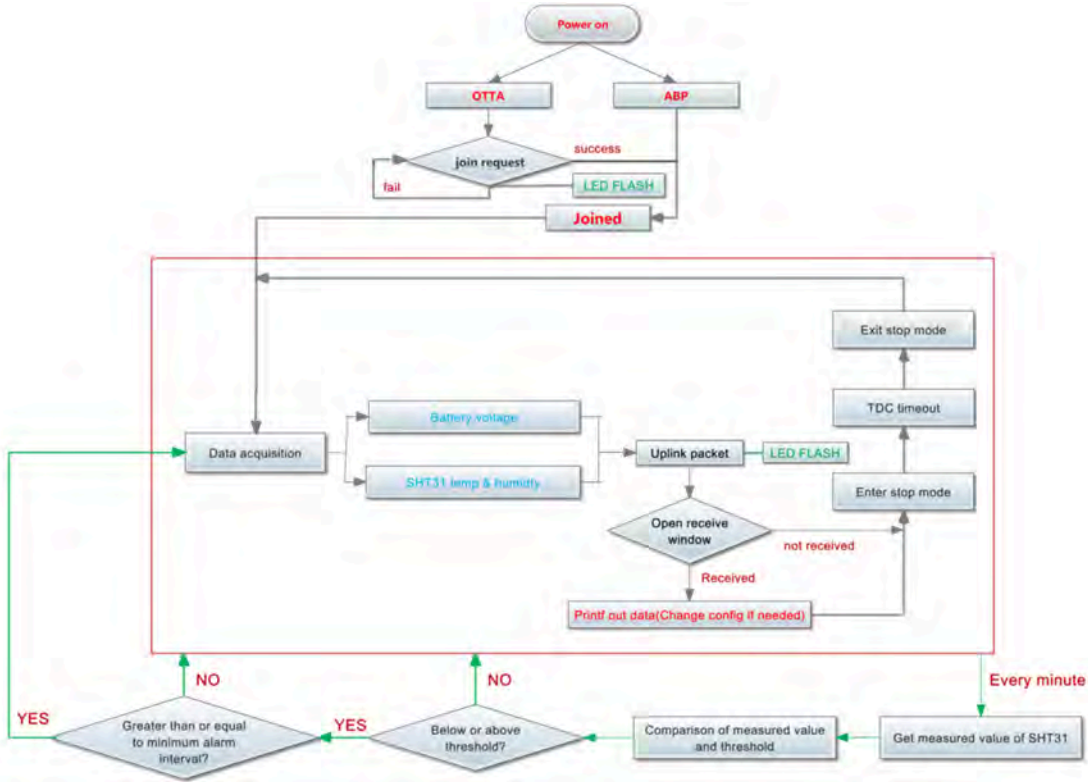 Power on
OTTA
ABP
join request
success
fail
LED FLASH
Joined
Exit stop mode
TDC timeout
Battery voltage
Data acquisition
Uplink packet
LED FLASH
SHT31 temp & humidity
Enter stop mode
Open receive
window
not received
Received
Printf out data(Change config if needed)
NO
NO
Every minute
YES
Greater than or equal
to minimum alarm
interval?
YES
Below or above
threshold?
Comparison of measured value
and threshold
Get measured value of SHT31